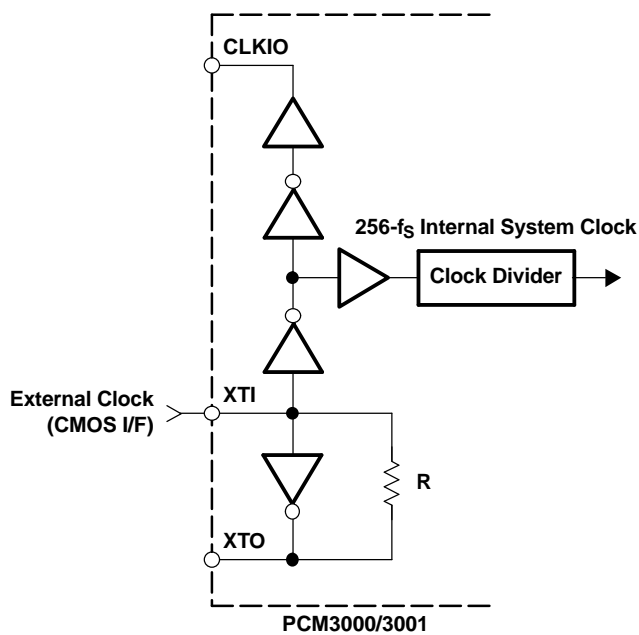 CLKIO
256-fS Internal System Clock
Clock Divider
External Clock
(CMOS I/F)
XTI
R
XTO
PCM3000/3001